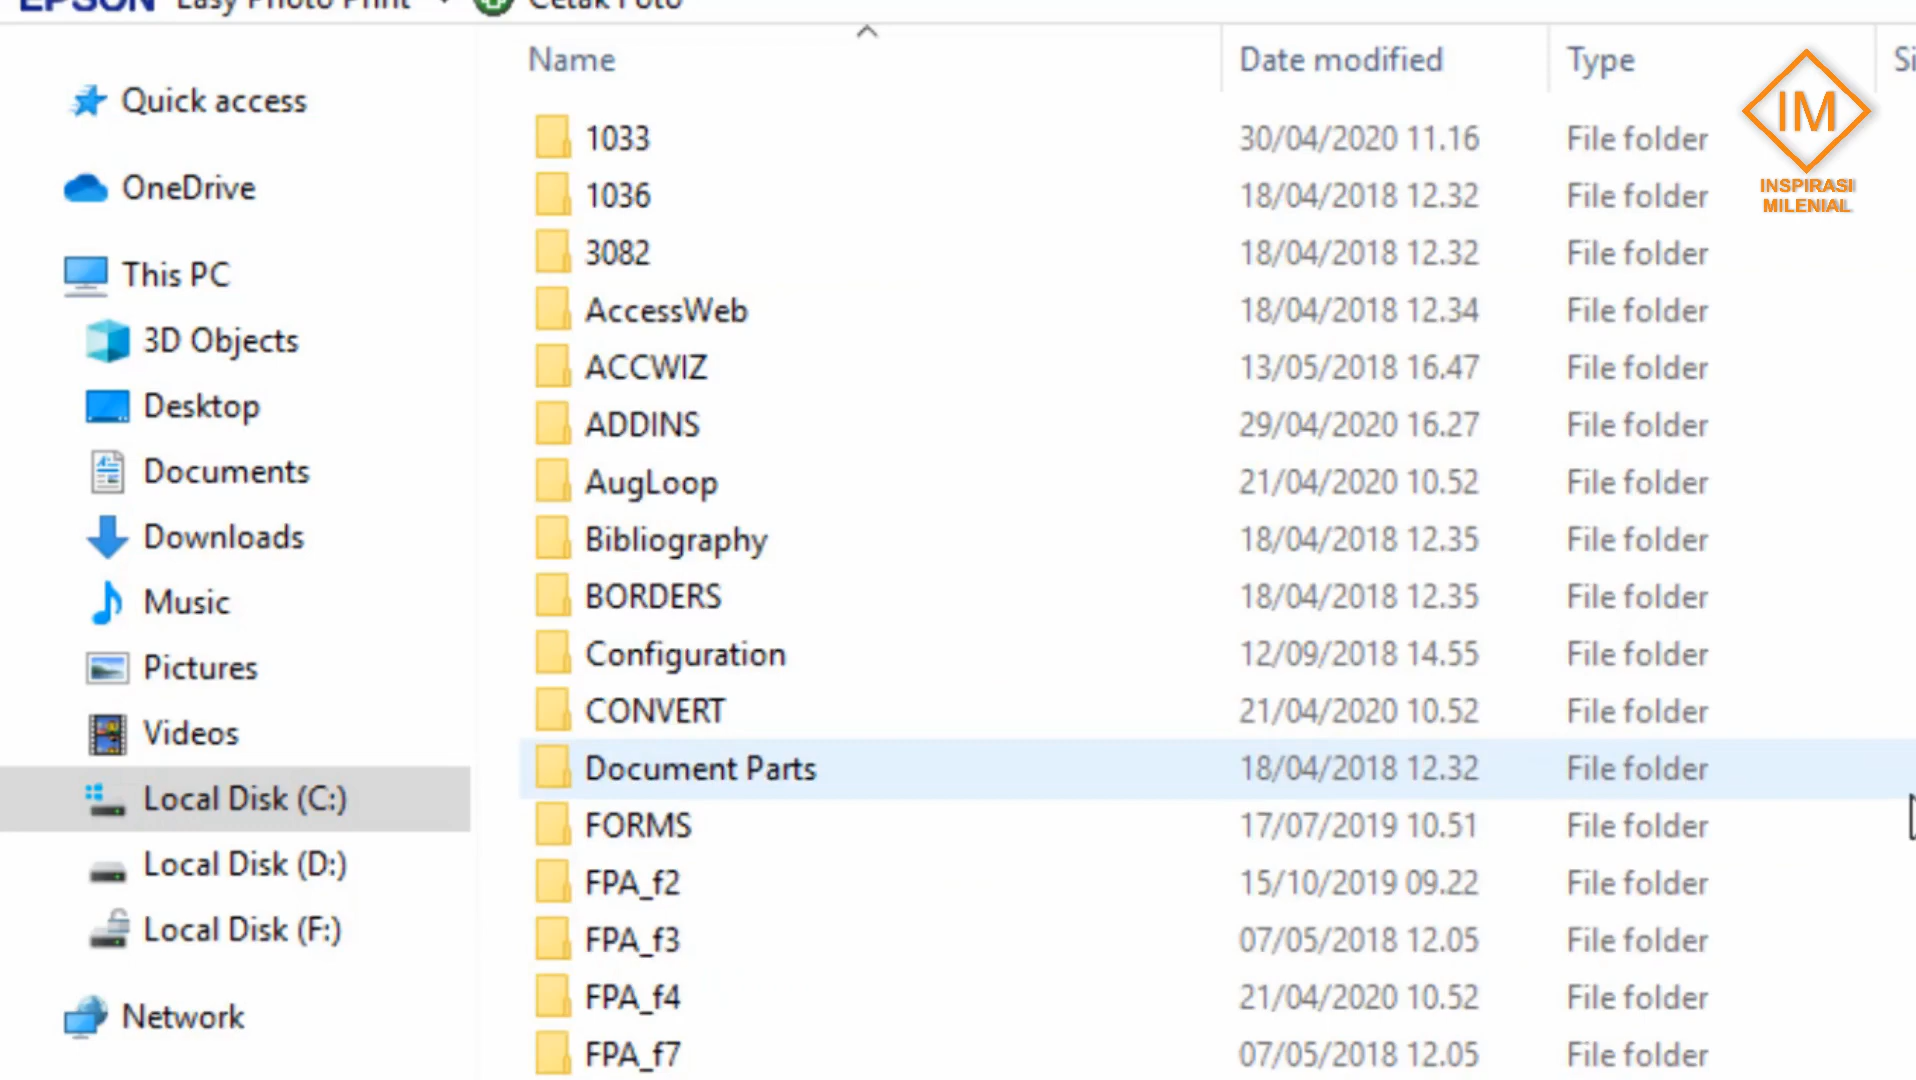 EPSON Easy Photo Print Cetak Foto
Name Date modified Type
Quick access
OneDrive
This PC
3D Objects
Desktop
Documents
Downloads
Music
Pictures
Videos
Local Disk (C:)
Local Disk (D:)
Local Disk (F:)
Network
1033 30/04/2020 11.16 File folder
1036 18/04/2018 12.32 File folder
3082 18/04/2018 12.32 File folder
AccessWeb 18/04/2018 12.34 File folder
ACCWIZ 13/05/2018 16.47 File folder
ADDINS 29/04/2020 16.27 File folder
AugLoop 21/04/2020 10.52 File folder
Bibliography 18/04/2018 12.35 File folder
BORDERS 18/04/2018 12.35 File folder
Configuration 12/09/2018 14.55 File folder
CONVERT 21/04/2020 10.52 File folder
Document Parts 18/04/2018 12.32 File folder
FORMS 17/07/2019 10.51 File folder
FPA_f2 15/10/2019 09.22 File folder
FPA_f3 07/05/2018 12.05 File folder
FPA_f4 21/04/2020 10.52 File folder
FPA_f7 07/05/2018 12.05 File folder
IM
INSPIRASI
MILENIAL